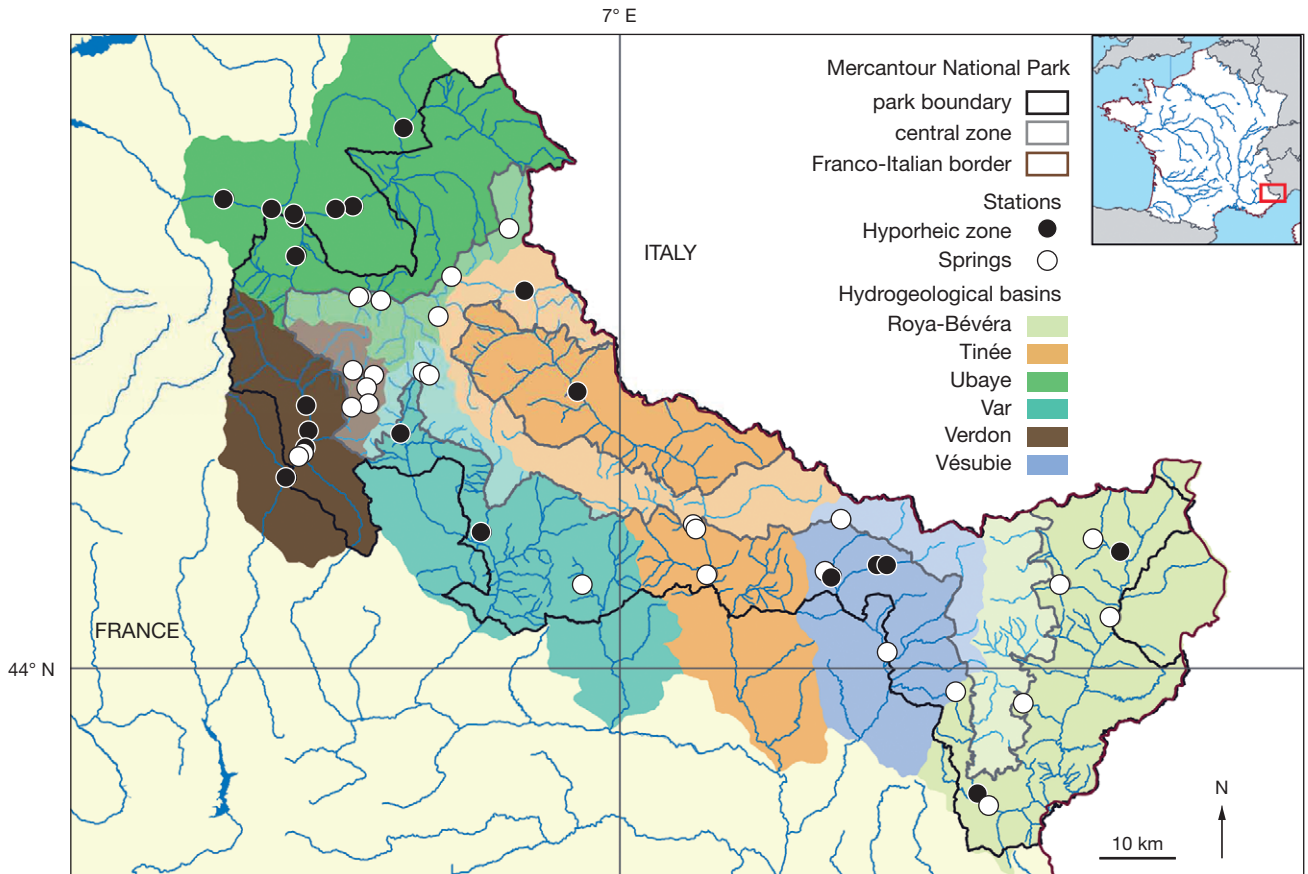 7° E
Mercantour National Park
park boundary
central zone
Franco-Italian border
Stations
Hyporheic zone
Springs
Hydrogeological basins
Roya-Bévéra
Tinée
Ubaye
Var
Verdon
Vésubie
ITALY
FRANCE
44° N
N
10 km